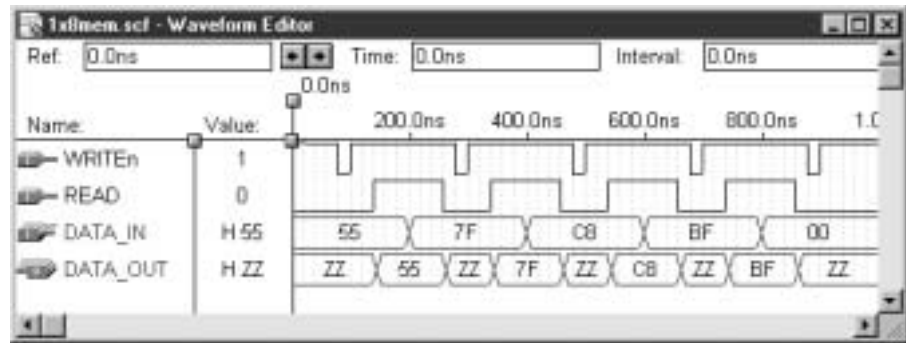 1x8mem.scf - Waveform Editor
Ref: 0.0ns Time: 0.0ns Interval: 0.0ns
0.0ns
Name: Value: 200.0ns 400.0ns 600.0ns 800.0ns 1.0
WRITEn 1
READ 0
DATA_IN H 55 55 7F C8 BF 00
DATA_OUT H ZZ ZZ 55 ZZ 7F ZZ C8 ZZ BF ZZ